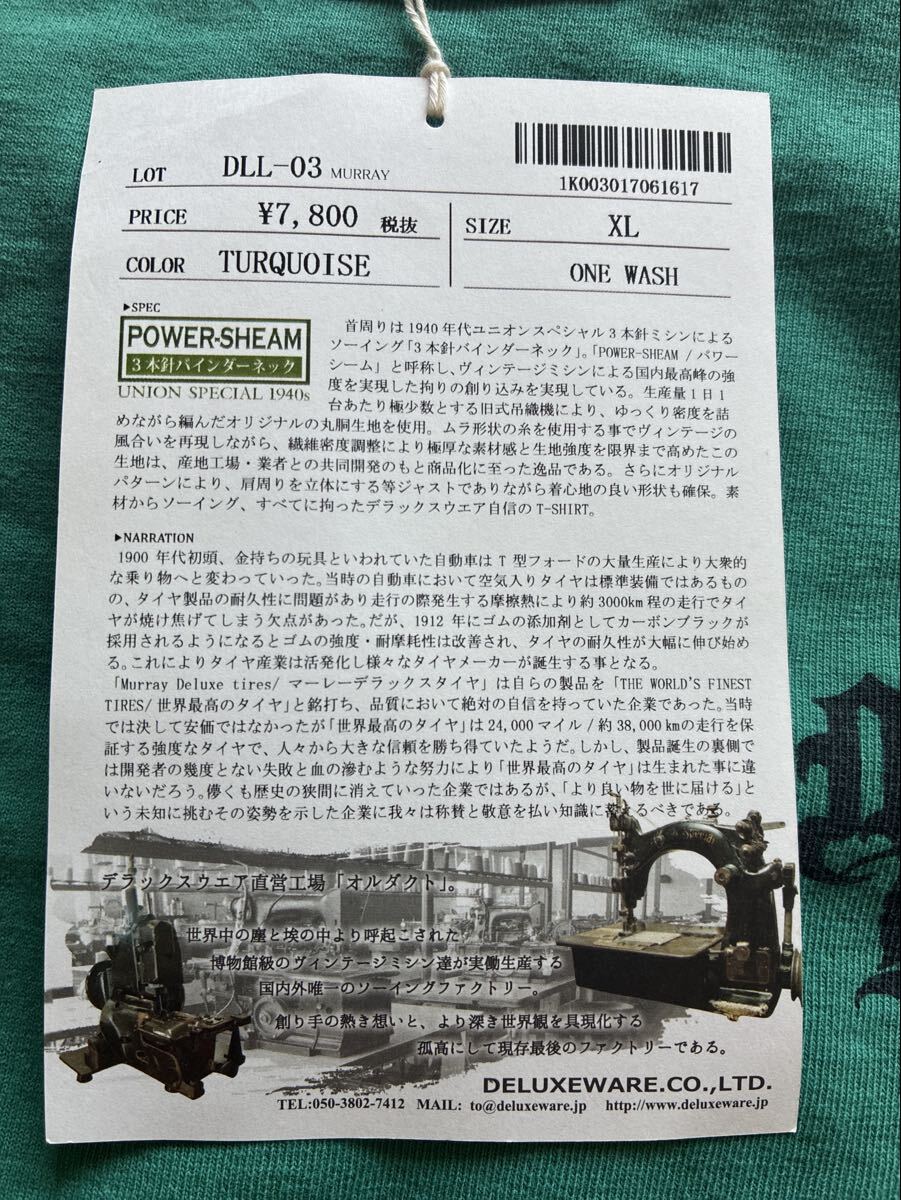 LOT DLL-03 MURRAY
1K003017061617
PRICE ¥7,800 税抜
SIZE XL
COLOR TURQUOISE
ONE WASH
▶SPEC
POWER-SHEAM
3本針バインダーネック
UNION SPECIAL 1940s
首周りは1940年代ユニオンスペシャル3本針ミシンによる
ソーイング「3本針バインダーネック」。「POWER-SHEAM / パワー
シーム」と呼称し、ヴィンテージミシンによる国内最高峰の強
度を実現した拘りの創り込みを実現している。生産量1日1
台あたり極少数とする旧式吊織機により、ゆっくり密度を詰
めながら編んだオリジナルの丸胴生地を使用。ムラ形状の糸を使用する事でヴィンテージの
風合いを再現しながら、繊維密度調整により極厚な素材感と生地強度を限界まで高めたこの
生地は、産地工場・業者との共同開発のもと商品化に至った逸品である。さらにオリジナル
パターンにより、肩周りを立体にする等ジャストでありながら着心地の良い形状も確保。素
材からソーイング、すべてに拘ったデラックスウエア自信のT-SHIRT。
▶NARRATION
1900 年代初頭、金持ちの玩具といわれていた自動車は T 型フォードの大量生産により大衆的
な乗り物へと変わっていった。当時の自動車において空気入りタイヤは標準装備ではあるもの
の、タイヤ製品の耐久性に問題があり走行の際発生する摩擦熱により約3000km 程の走行でタイ
ヤが焼け焦げてしまう欠点があった。だが、1912 年にゴムの添加剤としてカーボンブラックが
採用されるようになるとゴムの強度・耐摩耗性は改善され、タイヤの耐久性が大幅に伸び始め
る。これによりタイヤ産業は活発化し様々なタイヤメーカーが誕生する事となる。
「Murray Deluxe tires/ マーレーデラックスタイヤ」は自らの製品を「THE WORLD'S FINEST
TIRES/ 世界最高のタイヤ」と銘打ち、品質において絶対の自信を持っていた企業であった。当時
では決して安価ではなかったが「世界最高のタイヤ」は 24,000 マイル / 約 38,000 kmの走行を保
証する強度なタイヤで、人々から大きな信頼を勝ち得ていたようだ。しかし、製品誕生の裏側で
は開発者の幾度とない失敗と血の滲むような努力により「世界最高のタイヤ」は生まれた事に違
いないだろう。儚くも歴史の狭間に消えていった企業ではあるが、「より良い物を世に届ける」と
いう未知に挑むその姿勢を示した企業に我々は称賛と敬意を払い知識に蓄えるべきである。
デラックスウエア直営工場「オルダクト」。
世界中の塵と埃の中より呼起こされた
博物館級のヴィンテージミシン達が実働生産する
国内外唯一のソーイングファクトリー。
創り手の熱き想いと、より深き世界観を具現化する
孤高にして現存最後のファクトリーである。
DELUXEWARE.CO.,LTD.
TEL:050-3802-7412 MAIL: to@deluxeware.jp http://www.deluxeware.jp